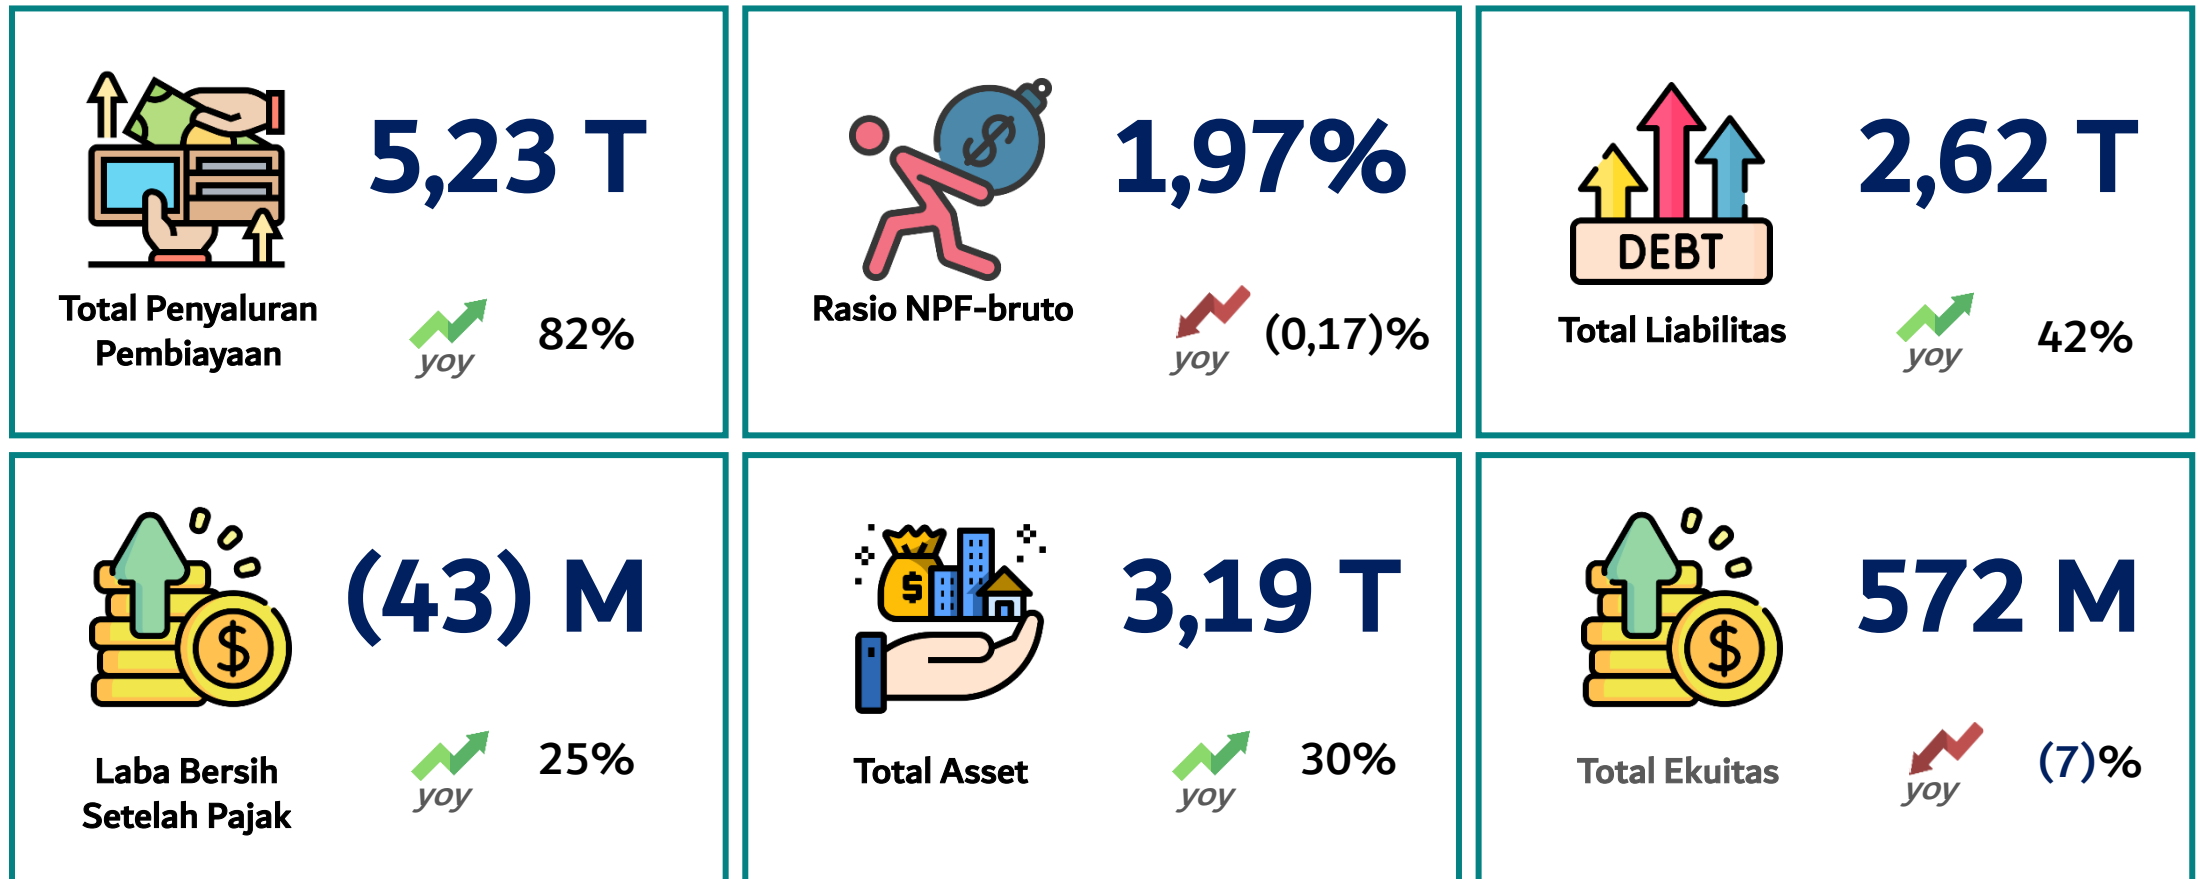 5,23 T
Total Penyaluran
Pembiayaan
yoy
82%
$
1,97%
Rasio NPF-bruto
yoy
(0,17)%
DEBT
2,62 T
Total Liabilitas
yoy
42%
$
(43) M
Laba Bersih
Setelah Pajak
yoy
25%
$
3,19 T
Total Asset
yoy
30%
$
572 M
Total Ekuitas
yoy
(7)%